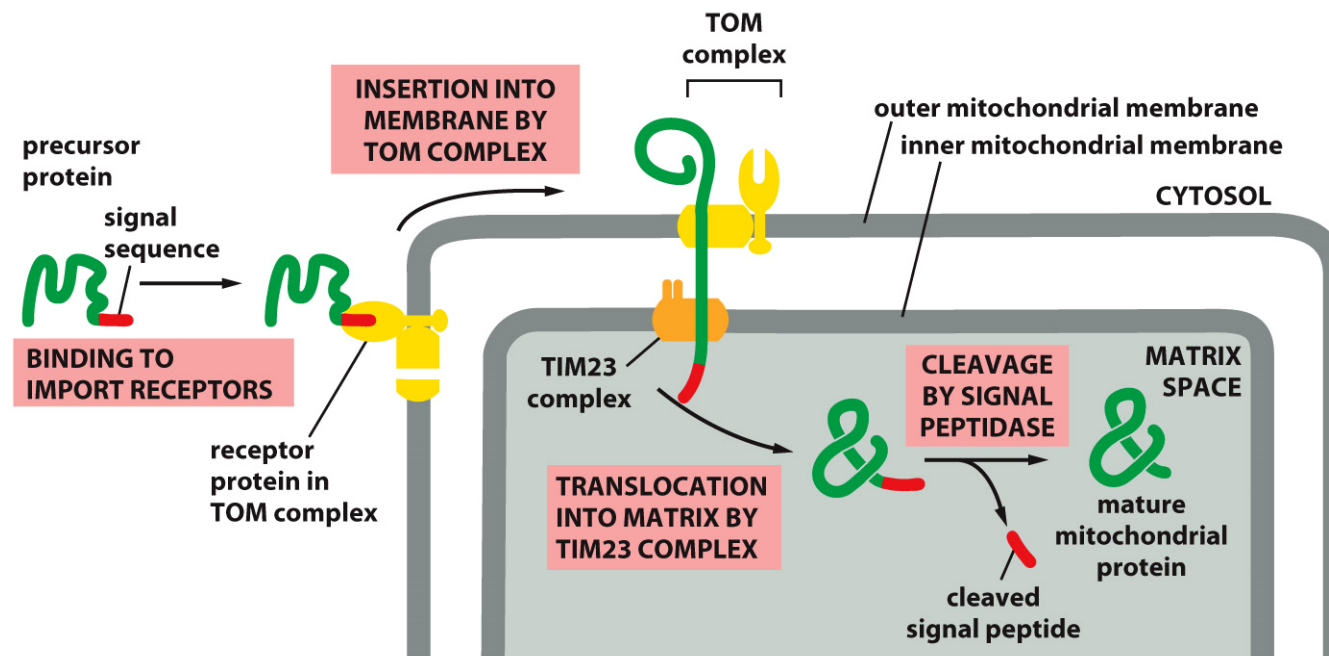 TOM
complex
INSERTION INTO
MEMBRANE BY
TOM COMPLEX
outer mitochondrial membrane
inner mitochondrial membrane
precursor
protein
CYTOSOL
signal
sequence
BINDING TO
IMPORT RECEPTORS
TIM23
complex
CLEAVAGE
BY SIGNAL
PEPTIDASE
MATRIX
SPACE
receptor
protein in
TOM complex
TRANSLOCATION
INTO MATRIX BY
TIM23 COMPLEX
mature
mitochondrial
protein
cleaved
signal peptide